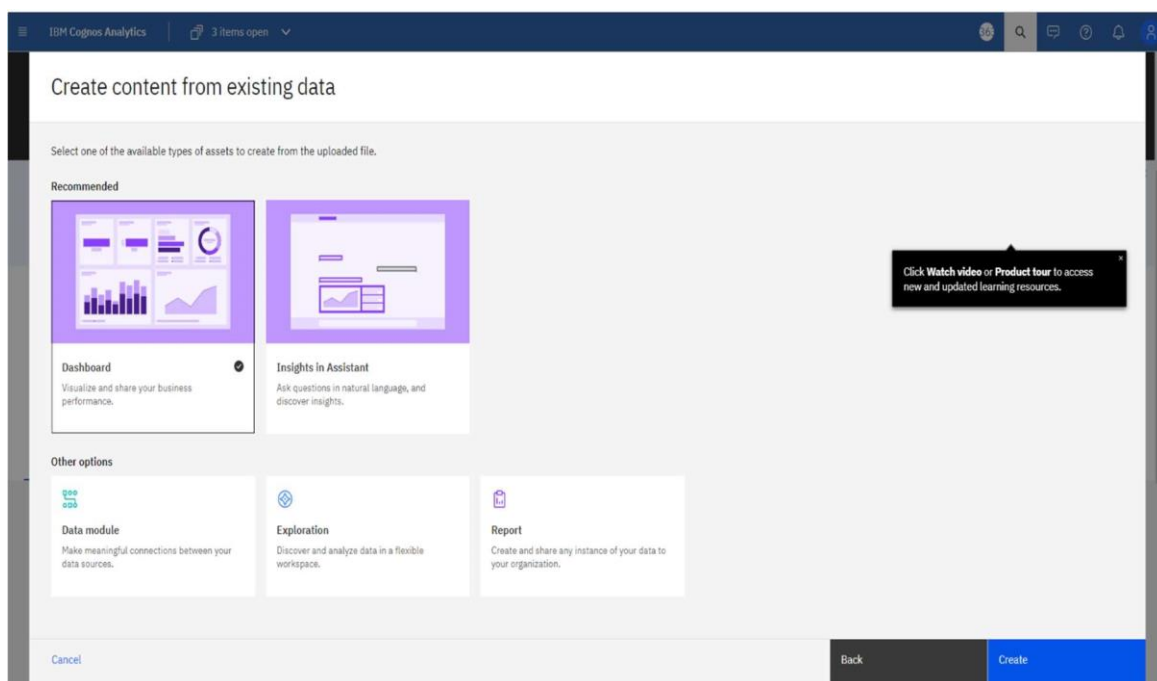 IBM Cognos Analytics
3 items open
Create content from existing data
Select one of the available types of assets to create from the uploaded file.
Recommended
Dashboard
Visualize and share your business
performance.
Insights in Assistant
Ask questions in natural language, and
discover insights.
Click Watch video or Product tour to access
new and updated learning resources.
Other options
Data module
Make meaningful connections between your
data sources.
Exploration
Discover and analyze data in a flexible
workspace.
Report
Create and share any instance of your data to
your organization.
Cancel
Back
Create